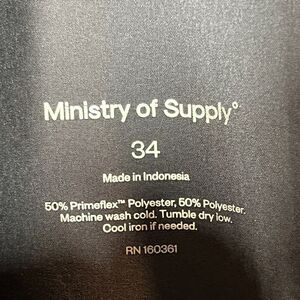 Ministry of Supply°
34
Made in Indonesia
50% Primeflex™ Polyester, 50% Polyester.
Machine wash cold. Tumble dry low.
Cool iron if needed.
RN 160361